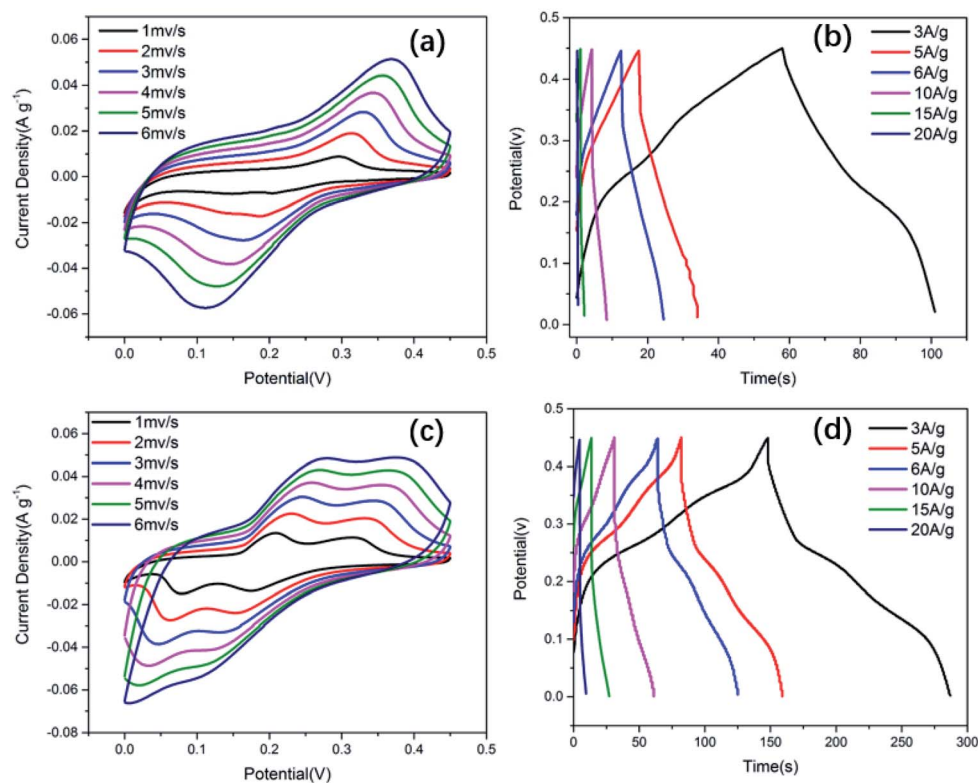 (a)
1mv/s
2mv/s
3mv/s
4mv/s
5mv/s
6mv/s
0.06
0.04
0.02
0.00
-0.02
-0.04
-0.06
Current Density(A g⁻¹)
0.0 0.1 0.2 0.3 0.4 0.5
Potential(V)
(b)
3A/g
5A/g
6A/g
10A/g
15A/g
20A/g
0.5
0.4
0.3
0.2
0.1
0.0
Potential(v)
0 20 40 60 80 100
Time(s)
(c)
1mv/s
2mv/s
3mv/s
4mv/s
5mv/s
6mv/s
0.06
0.04
0.02
0.00
-0.02
-0.04
-0.06
-0.08
Current Density(A g⁻¹)
0.0 0.1 0.2 0.3 0.4 0.5
Potential(V)
(d)
3A/g
5A/g
6A/g
10A/g
15A/g
20A/g
0.5
0.4
0.3
0.2
0.1
0.0
Potential(v)
0 50 100 150 200 250 300
Time(s)